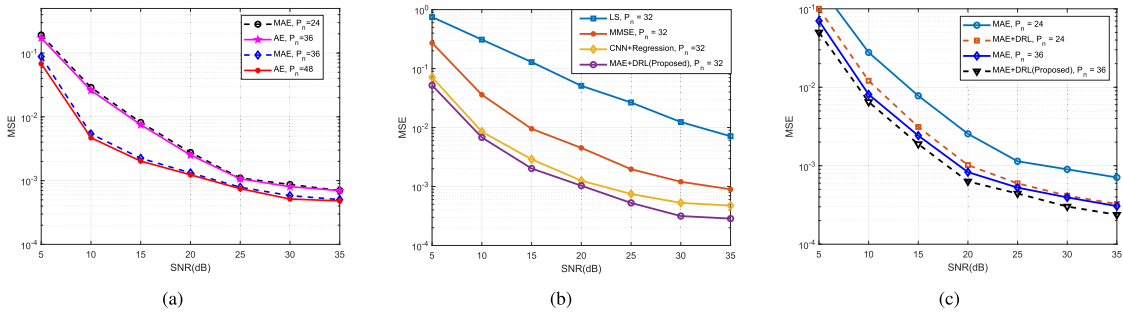 10^0
10^-1
10^-2
10^-3
10^-4
MSE
5 10 15 20 25 30 35
SNR(dB)
MAE, P_n=24
AE, P_n=36
MAE, P_n=36
AE, P_n=48
(a)
10^0
10^-1
10^-2
10^-3
10^-4
MSE
5 10 15 20 25 30 35
SNR(dB)
LS, P_n = 32
MMSE, P_n = 32
CNN+Regression, P_n=32
MAE+DRL(Proposed), P_n = 32
(b)
10^-1
10^-2
10^-3
10^-4
MSE
5 10 15 20 25 30 35
SNR(dB)
MAE, P_n = 24
MAE+DRL, P_n = 24
MAE, P_n = 36
MAE+DRL(Proposed), P_n = 36
(c)